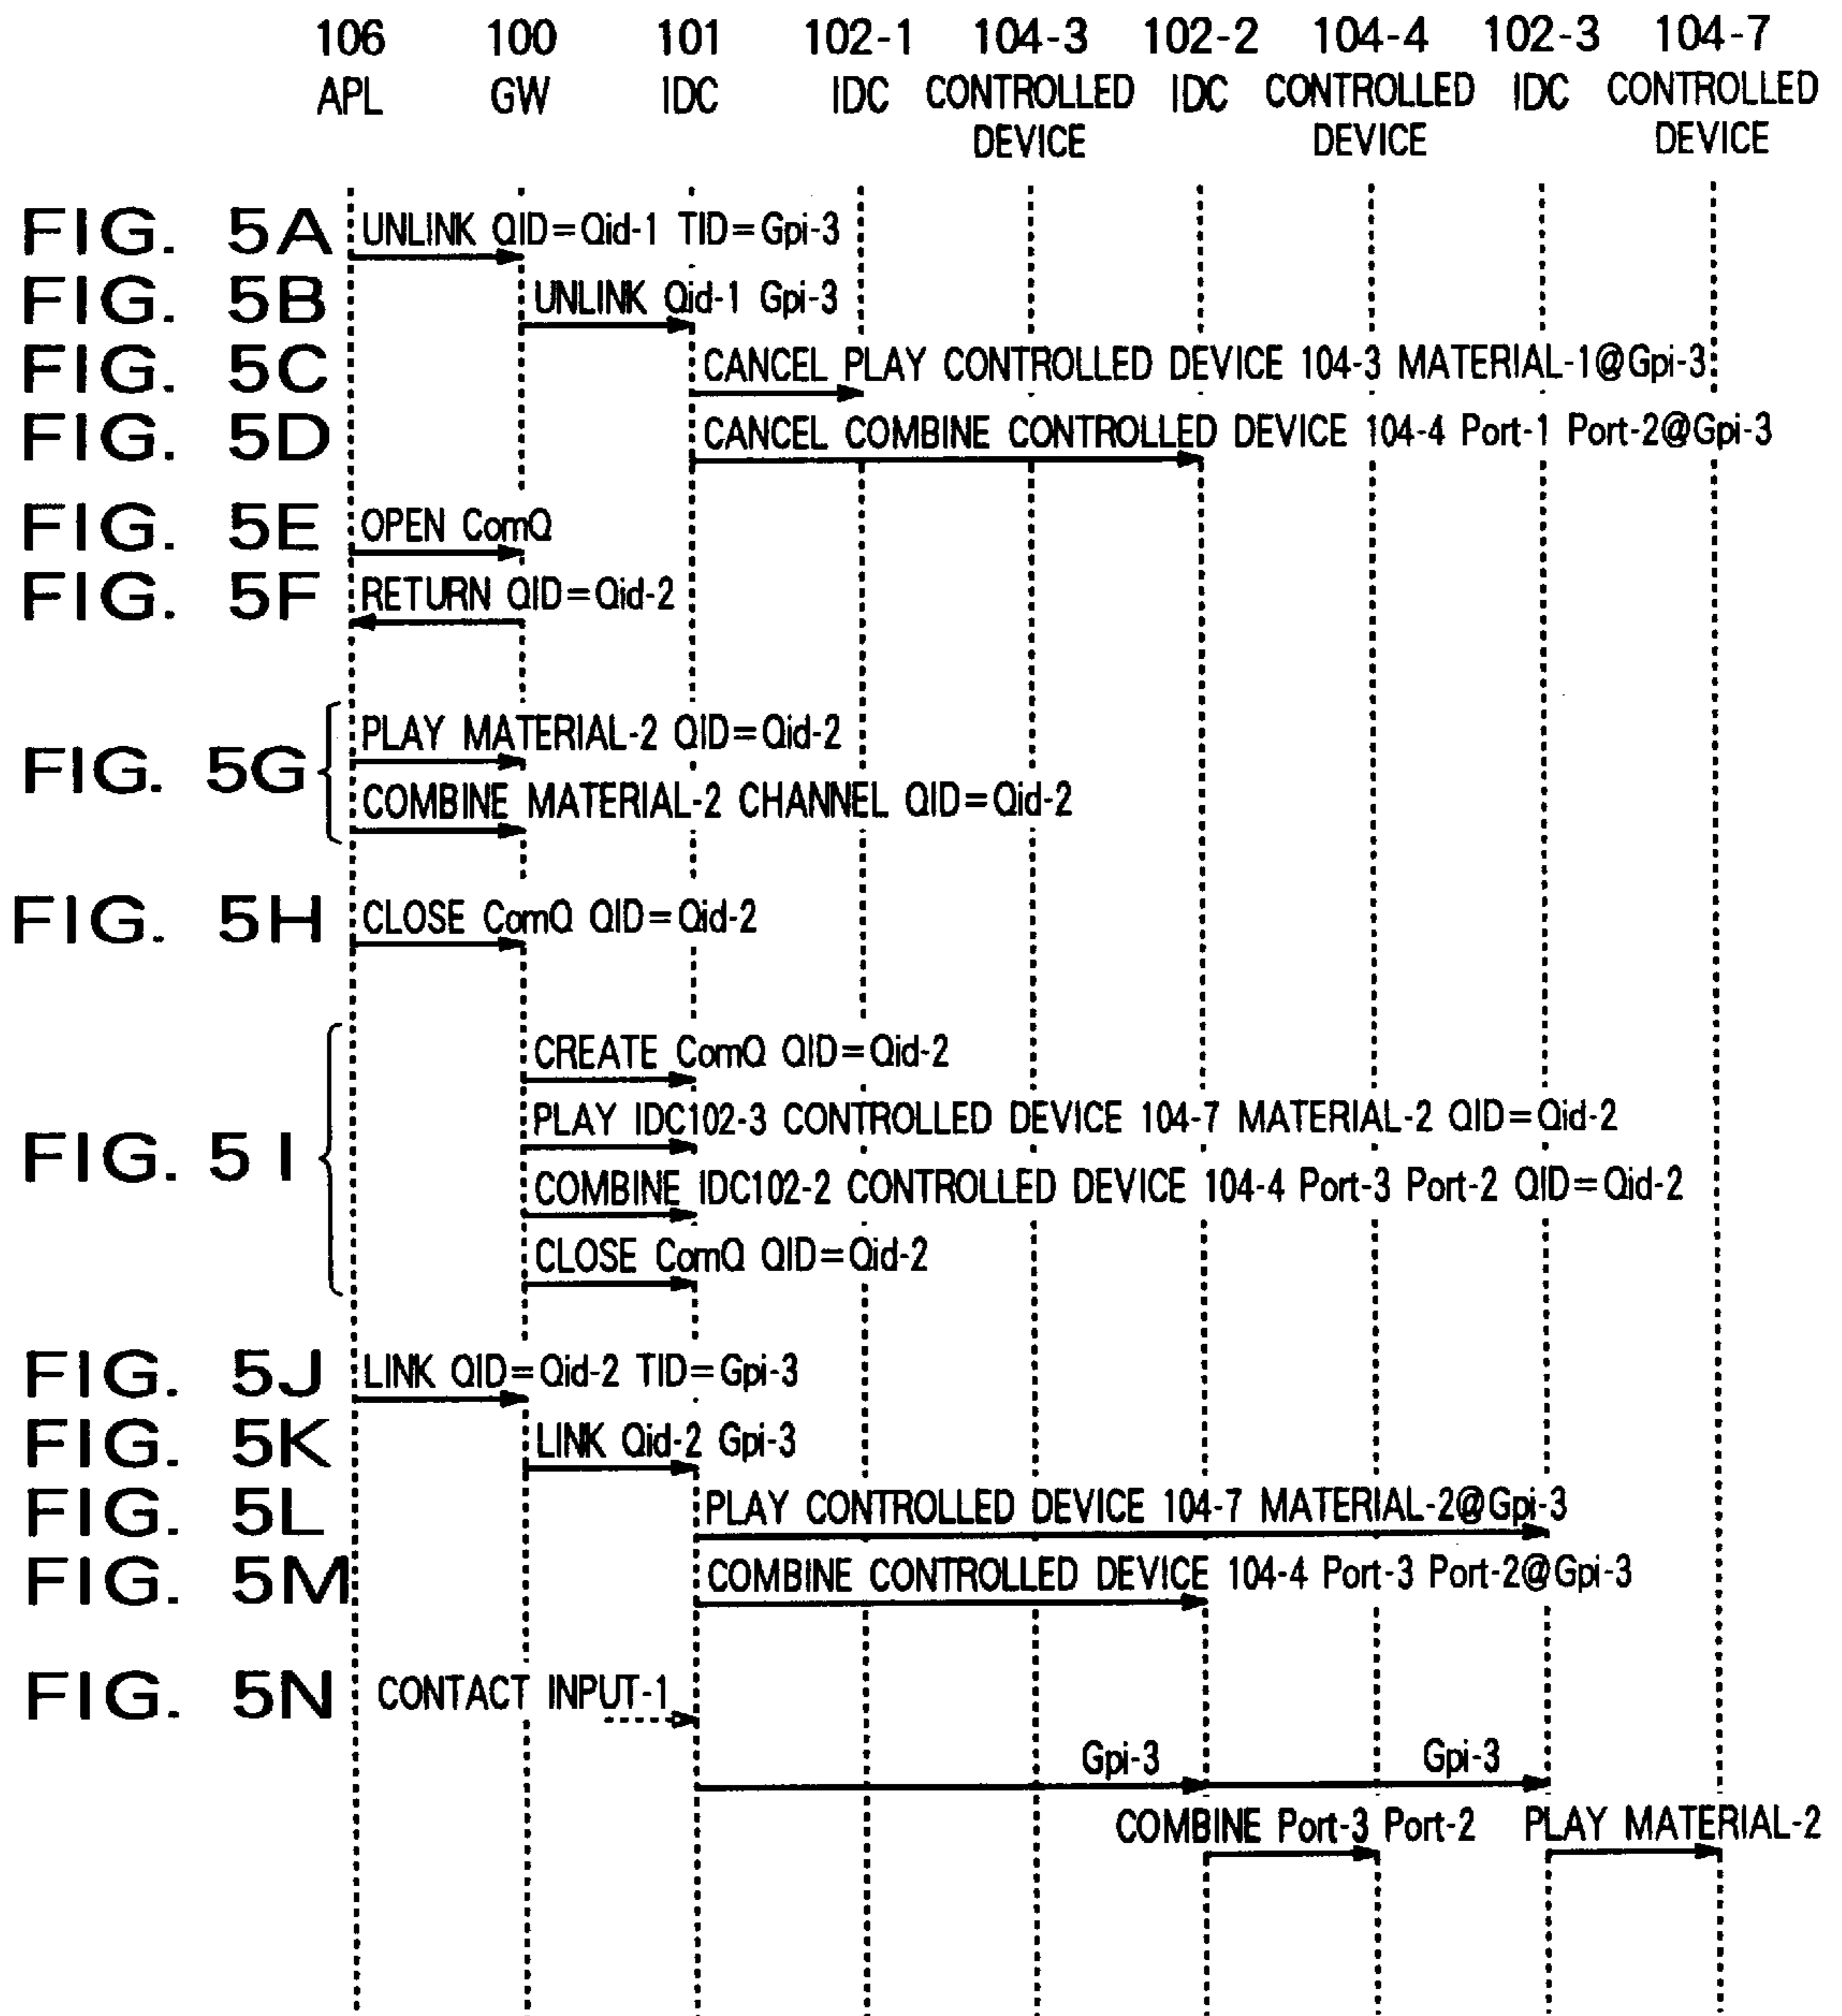 106 100 101 102-1 104-3 102-2 104-4 102-3 104-7
APL GW IDC IDC CONTROLLED IDC CONTROLLED IDC CONTROLLED
DEVICE DEVICE DEVICE
FIG. 5A UNLINK QID=Qid-1 TID=Gpi-3
FIG. 5B UNLINK Qid-1 Gpi-3
FIG. 5C CANCEL PLAY CONTROLLED DEVICE 104-3 MATERIAL-1@Gpi-3
FIG. 5D CANCEL COMBINE CONTROLLED DEVICE 104-4 Port-1 Port-2@Gpi-3
FIG. 5E OPEN ComQ
FIG. 5F RETURN QID=Qid-2
PLAY MATERIAL-2 QID=Qid-2
FIG. 5G
COMBINE MATERIAL-2 CHANNEL QID=Qid-2
FIG. 5H CLOSE ComQ QID=Qid-2
CREATE ComQ QID=Qid-2
PLAY IDC102-3 CONTROLLED DEVICE 104-7 MATERIAL-2 QID=Qid-2
FIG. 5I
COMBINE IDC102-2 CONTROLLED DEVICE 104-4 Port-3 Port-2 QID=Qid-2
CLOSE ComQ QID=Qid-2
FIG. 5J LINK QID=Qid-2 TID=Gpi-3
FIG. 5K LINK Qid-2 Gpi-3
FIG. 5L PLAY CONTROLLED DEVICE 104-7 MATERIAL-2@Gpi-3
FIG. 5M COMBINE CONTROLLED DEVICE 104-4 Port-3 Port-2@Gpi-3
FIG. 5N CONTACT INPUT-1
Gpi-3 Gpi-3
COMBINE Port-3 Port-2 PLAY MATERIAL-2